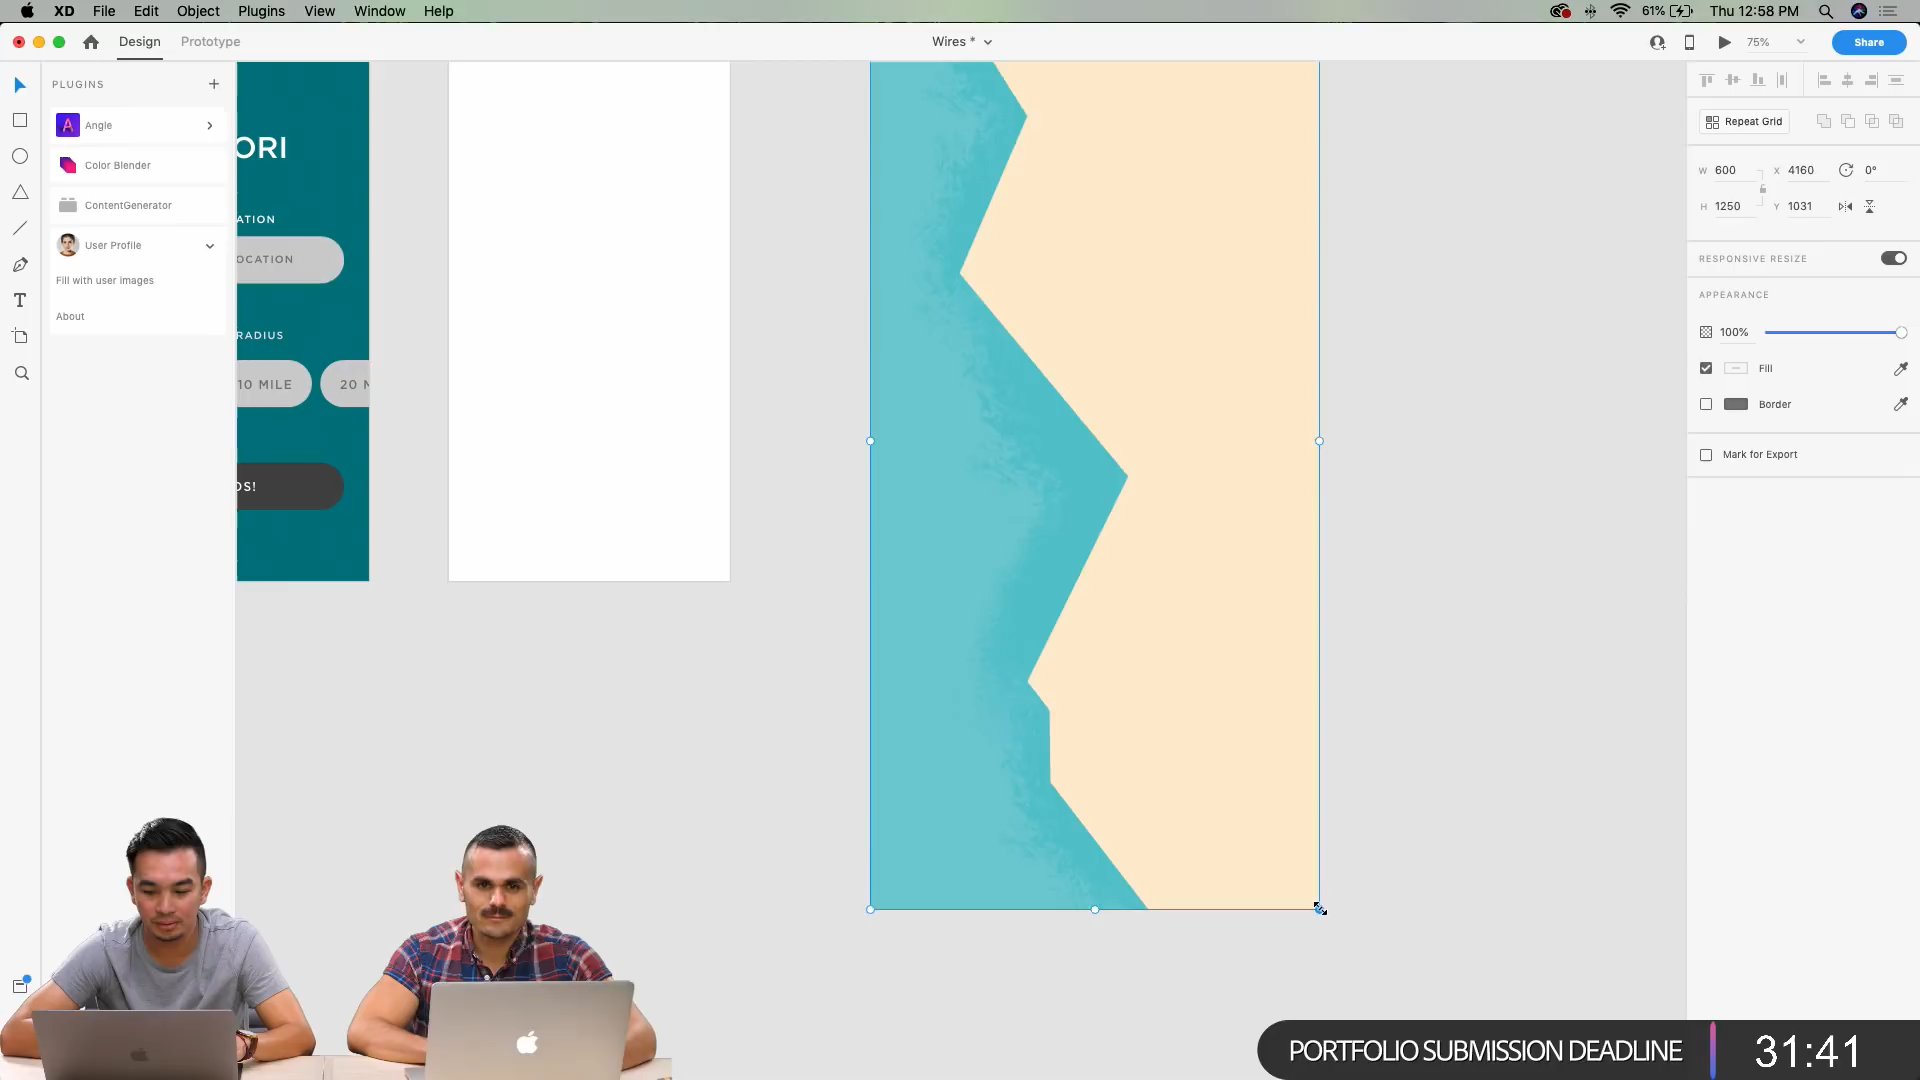 XD File Edit Object Plugins View Window Help
61% Thu 12:58 PM
Design Prototype
Wires *
75%
Share
PLUGINS
Angle
Color Blender
ContentGenerator
User Profile
Fill with user images
About
ORI
ATION
OCATION
RADIUS
10 MILE
20 M
DS!
Repeat Grid
W 600 X 4160 0°
H 1250 Y 1031
RESPONSIVE RESIZE
APPEARANCE
100%
Fill
Border
Mark for Export
PORTFOLIO SUBMISSION DEADLINE 31:41